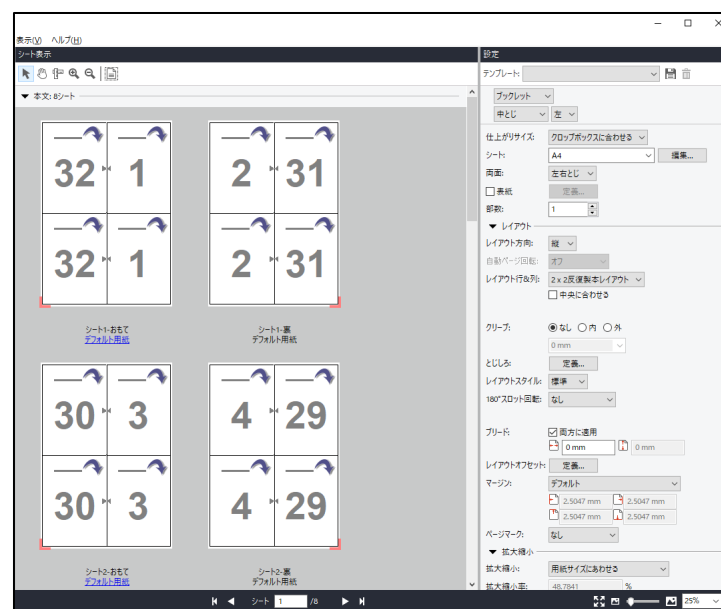 表示(V) ヘルプ(H)
シート表示
設定
テンプレート:
▼ 本文: 8シート
ブックレット
中とじ 左
32 1
32 1
2 31
2 31
シート1-おもて
デフォルト用紙
シート1-裏
デフォルト用紙
30 3
30 3
4 29
4 29
シート2-おもて
デフォルト用紙
シート2-裏
デフォルト用紙
仕上がりサイズ: クロップボックスに合わせる
シート: A4 編集...
両面: 左右とじ
表紙 定義...
部数: 1
▼ レイアウト
レイアウト方向: 縦
自動ページ回転: オフ
レイアウト行&列: 2 x 2反復製本レイアウト
中央に合わせる
クリープ: なし 内 外
0 mm
とじしろ: 定義...
レイアウトスタイル: 標準
180°スロット回転: なし
ブリード: 両方に適用
0 mm 0 mm
レイアウトオフセット: 定義...
マージン: デフォルト
2.5047 mm 2.5047 mm
2.5047 mm 2.5047 mm
ページマーク: なし
▼ 拡大縮小
拡大縮小: 用紙サイズにあわせる
拡大縮小率: 48.7841 %
シート 1 /8
25%